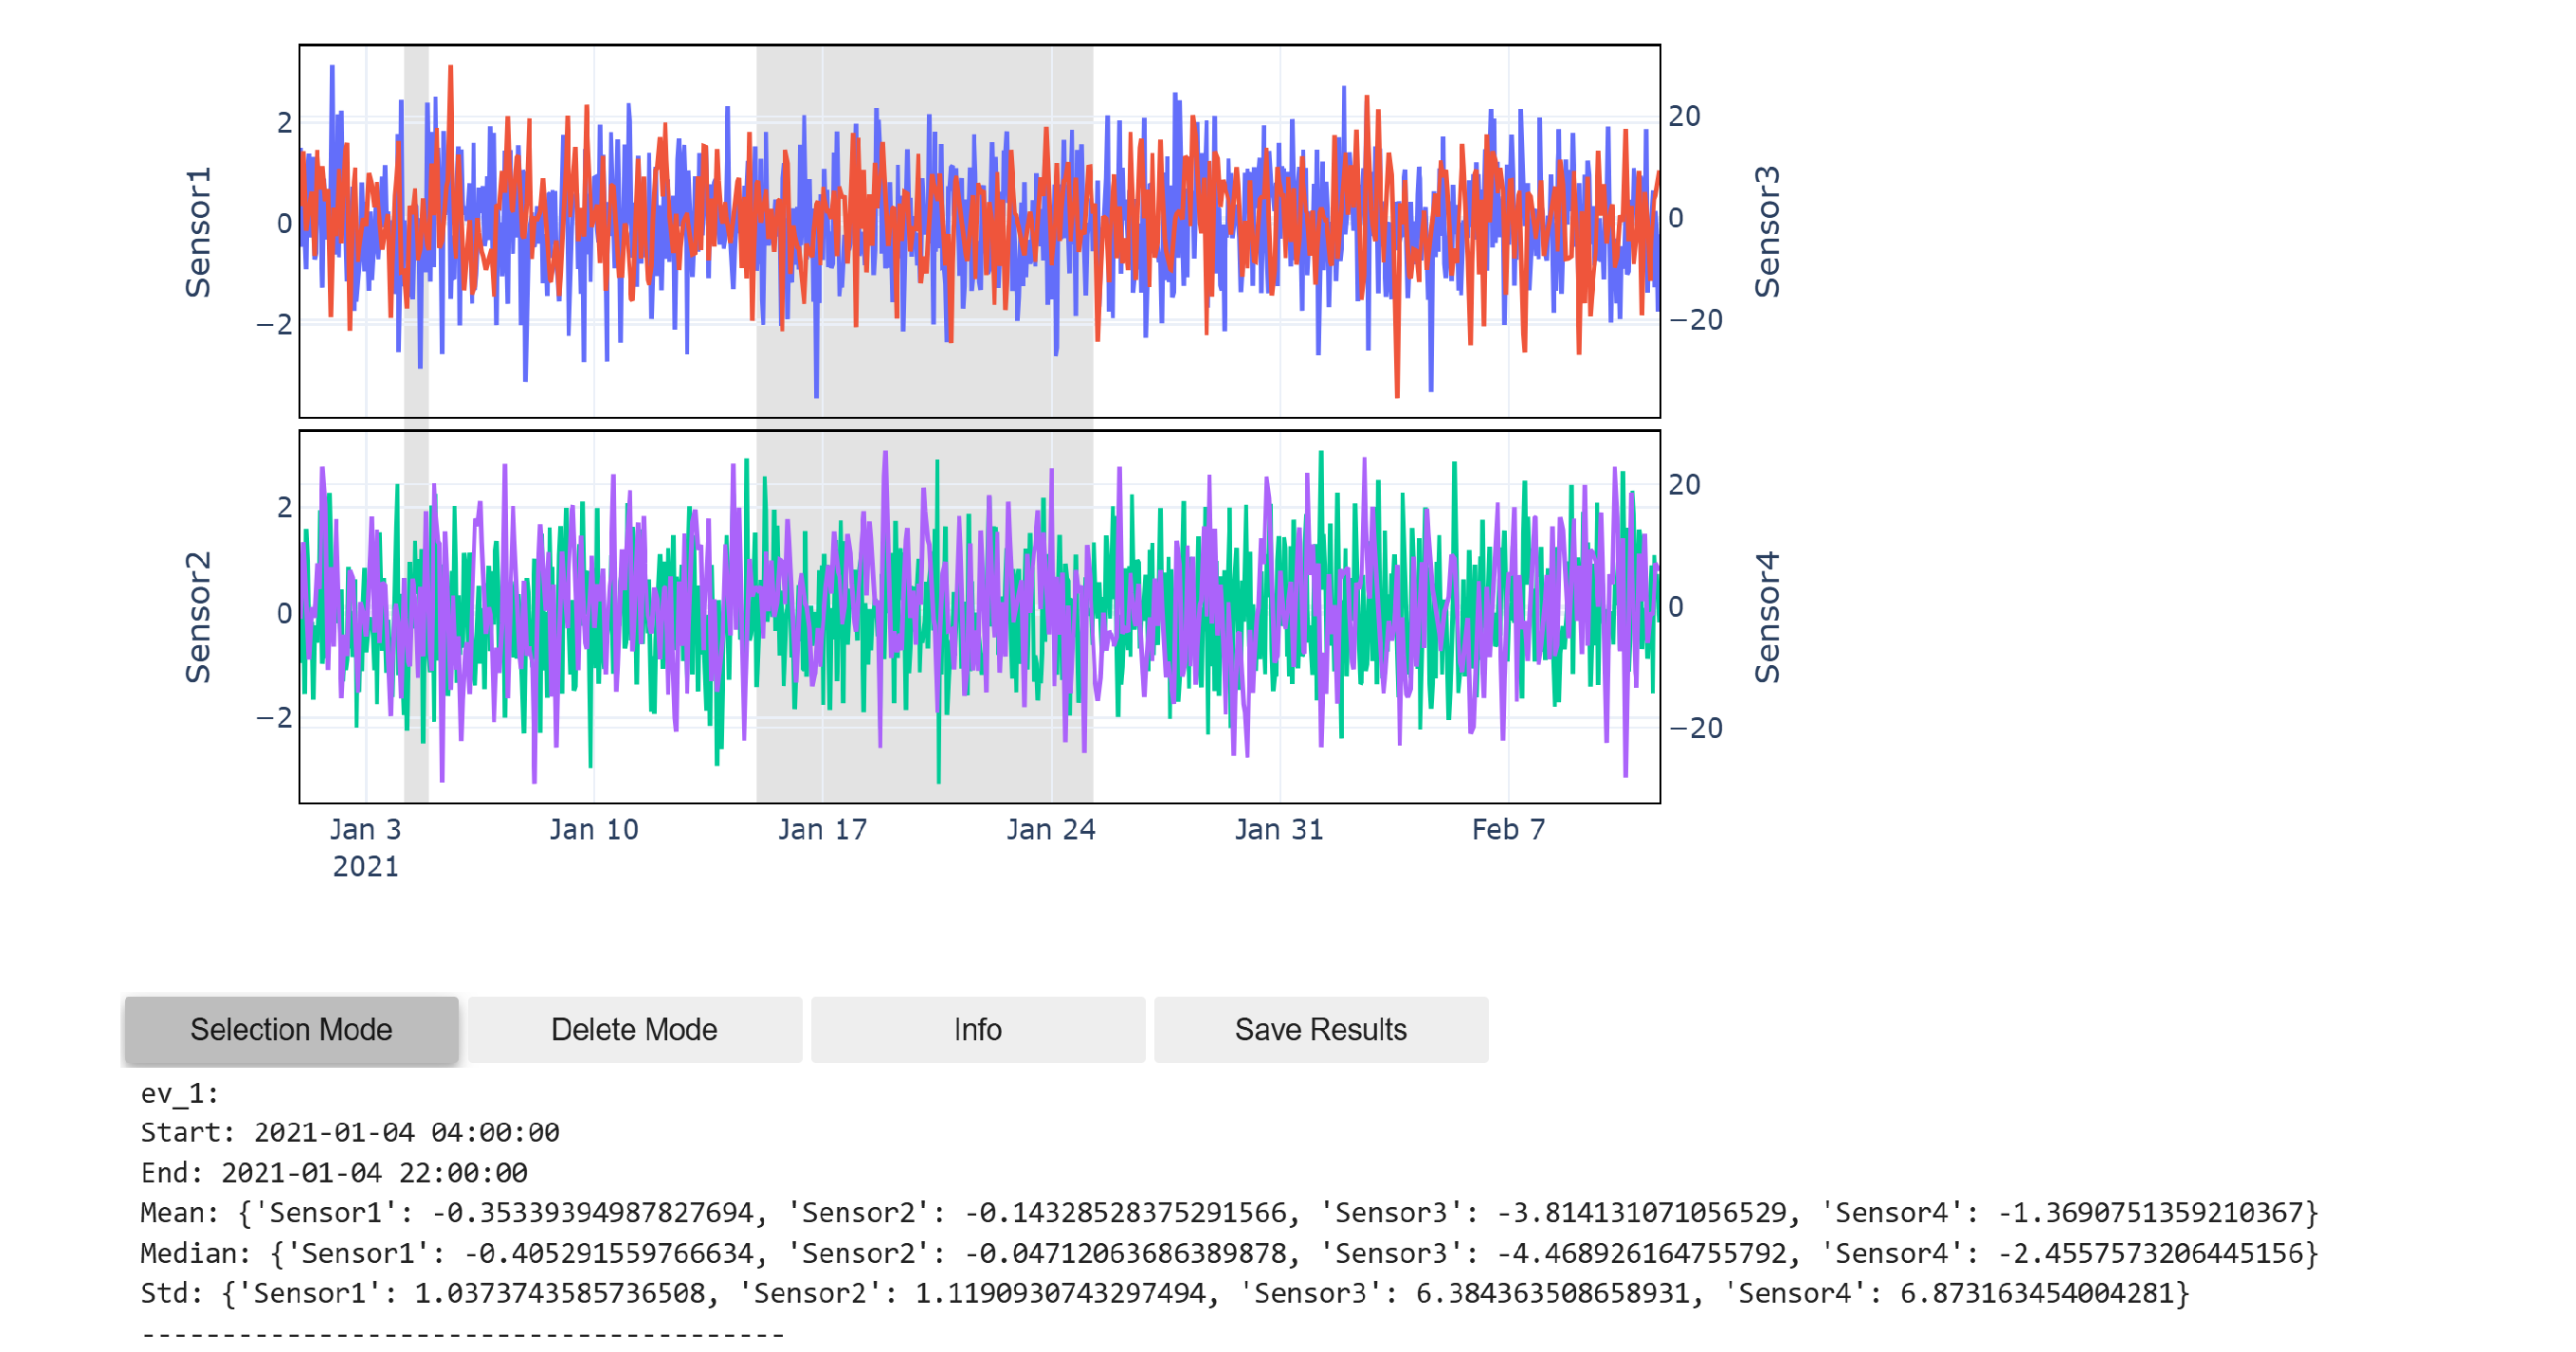 Sensor1
2
0
−2
20
0
−20
Sensor3
Sensor2
2
0
−2
20
0
−20
Sensor4
Jan 3
2021
Jan 10
Jan 17
Jan 24
Jan 31
Feb 7
Selection Mode
Delete Mode
Info
Save Results
ev_1:
Start: 2021-01-04 04:00:00
End: 2021-01-04 22:00:00
Mean: {'Sensor1': -0.35339394987827694, 'Sensor2': -0.14328528375291566, 'Sensor3': -3.814131071056529, 'Sensor4': -1.3690751359210367}
Median: {'Sensor1': -0.405291559766634, 'Sensor2': -0.04712063686389878, 'Sensor3': -4.468926164755792, 'Sensor4': -2.4557573206445156}
Std: {'Sensor1': 1.0373743585736508, 'Sensor2': 1.1190930743297494, 'Sensor3': 6.384363508658931, 'Sensor4': 6.873163454004281}
----------------------------------------